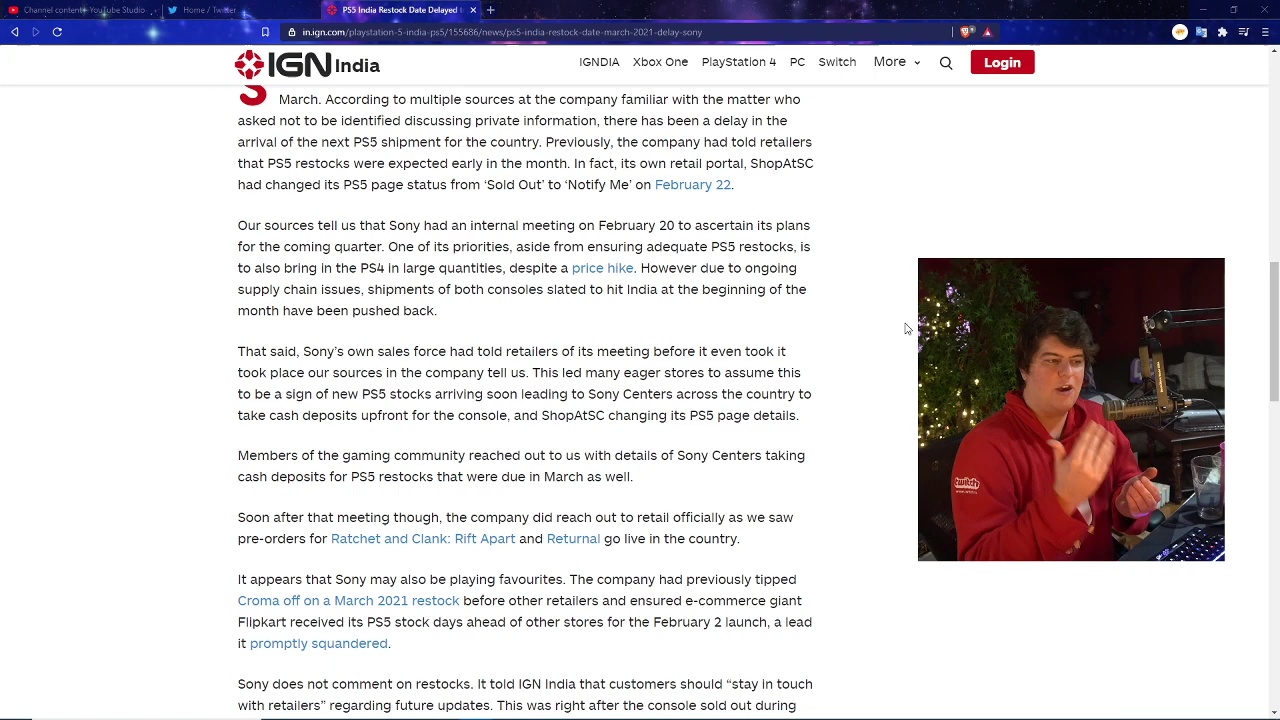 Channel content - YouTube Studio
Home / Twitter
PS5 India Restock Date Delayed
in.ign.com/playstation-5-india-ps5/155686/news/ps5-india-restock-date-march-2021-delay-sony
IGN India
IGNDIA Xbox One PlayStation 4 PC Switch More Login
March. According to multiple sources at the company familiar with the matter who
asked not to be identified discussing private information, there has been a delay in the
arrival of the next PS5 shipment for the country. Previously, the company had told retailers
that PS5 restocks were expected early in the month. In fact, its own retail portal, ShopAtSC
had changed its PS5 page status from ‘Sold Out’ to ‘Notify Me’ on February 22.
Our sources tell us that Sony had an internal meeting on February 20 to ascertain its plans
for the coming quarter. One of its priorities, aside from ensuring adequate PS5 restocks, is
to also bring in the PS4 in large quantities, despite a price hike. However due to ongoing
supply chain issues, shipments of both consoles slated to hit India at the beginning of the
month have been pushed back.
That said, Sony’s own sales force had told retailers of its meeting before it even took it
took place our sources in the company tell us. This led many eager stores to assume this
to be a sign of new PS5 stocks arriving soon leading to Sony Centers across the country to
take cash deposits upfront for the console, and ShopAtSC changing its PS5 page details.
Members of the gaming community reached out to us with details of Sony Centers taking
cash deposits for PS5 restocks that were due in March as well.
Soon after that meeting though, the company did reach out to retail officially as we saw
pre-orders for Ratchet and Clank: Rift Apart and Returnal go live in the country.
It appears that Sony may also be playing favourites. The company had previously tipped
Croma off on a March 2021 restock before other retailers and ensured e-commerce giant
Flipkart received its PS5 stock days ahead of other stores for the February 2 launch, a lead
it promptly squandered.
Sony does not comment on restocks. It told IGN India that customers should “stay in touch
with retailers” regarding future updates. This was right after the console sold out during
twitch